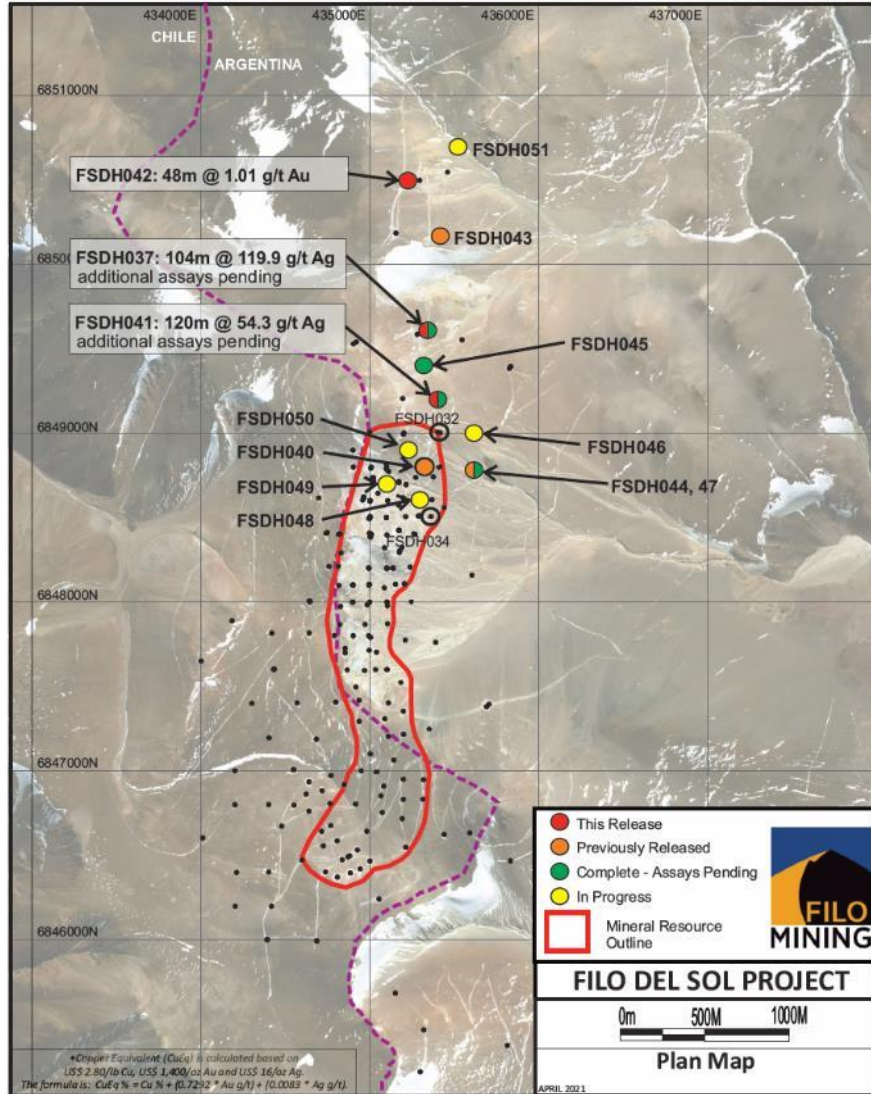 434000E
435000E
436000E
437000E
CHILE
ARGENTINA
6851000N
FSDH051
FSDH042: 48m @ 1.01 g/t Au
FSDH043
6850000N
FSDH037: 104m @ 119.9 g/t Ag
additional assays pending
FSDH041: 120m @ 54.3 g/t Ag
additional assays pending
FSDH045
6849000N
FSDH032
FSDH050
FSDH046
FSDH040
FSDH044, 47
FSDH049
FSDH048
FSDH034
6848000N
6847000N
This Release
Previously Released
Complete - Assays Pending
In Progress
Mineral Resource
Outline
FILO
MINING
6846000N
FILO DEL SOL PROJECT
0m 500M 1000M
Plan Map
APRIL 2021
•Copper Equivalent (CuEq) is calculated based on
US$ 2.80/lb Cu, US$ 1,400/oz Au and US$ 16/oz Ag.
The formula is: CuEq % = Cu % + (0.7292 * Au g/t) + (0.0083 * Ag g/t).